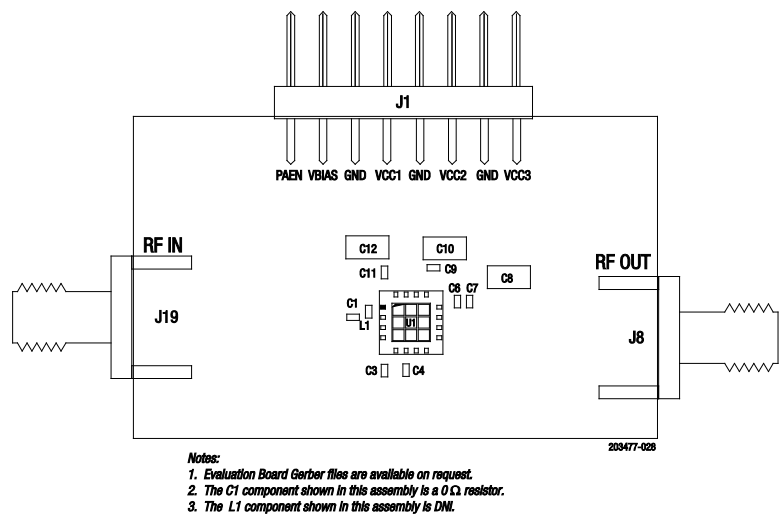 J1
PAEN VBIAS GND VCC1 GND VCC2 GND VCC3
RF IN
C12
C10
RF OUT
C11
C9
C8
C6 C7
C1
J19
L1
U1
J8
C3
C4
203477-028
Notes:
1. Evaluation Board Gerber files are available on request.
2. The C1 component shown in this assembly is a 0 Ω resistor.
3. The L1 component shown in this assembly is DNI.